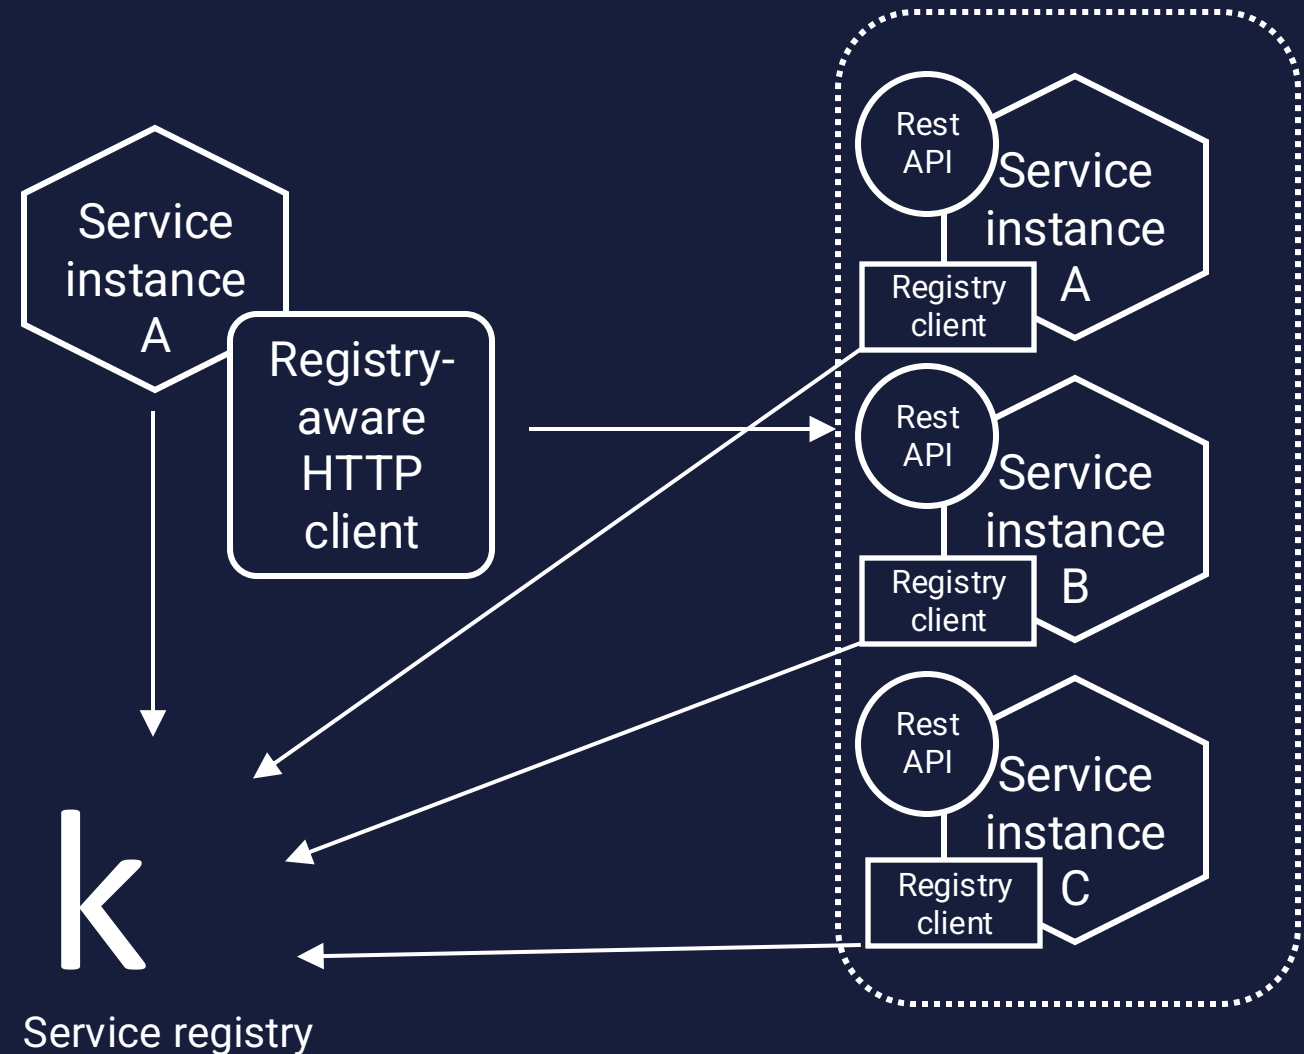 Service
instance
A
Registry-
aware
HTTP
client
Rest
API
Service
instance
A
Registry
client
Rest
API
Service
instance
B
Registry
client
Rest
API
Service
instance
C
Registry
client
k
Service registry